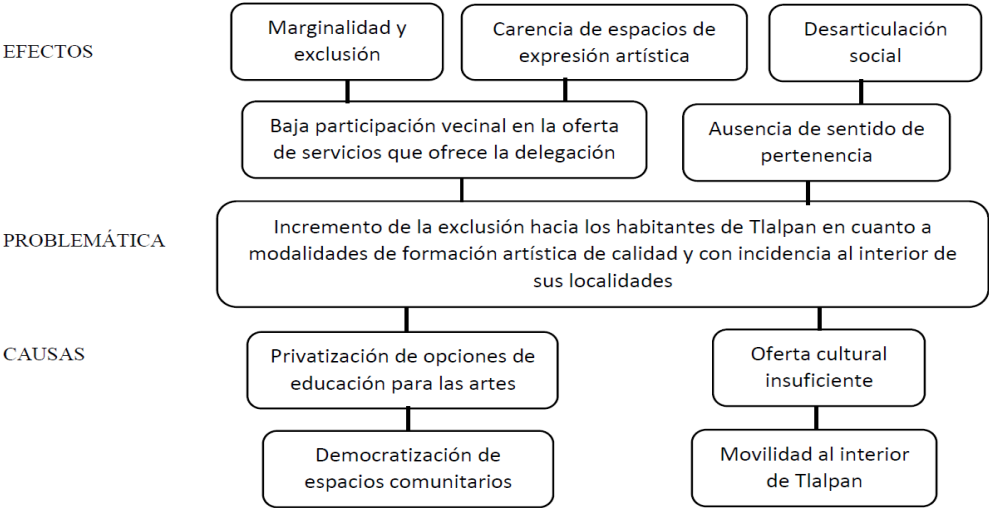 EFECTOS
Marginalidad y
exclusión
Carencia de espacios de
expresión artística
Desarticulación
social
Baja participación vecinal en la oferta
de servicios que ofrece la delegación
Ausencia de sentido de
pertenencia
PROBLEMÁTICA
Incremento de la exclusión hacia los habitantes de Tlalpan en cuanto a
modalidades de formación artística de calidad y con incidencia al interior de
sus localidades
CAUSAS
Privatización de opciones de
educación para las artes
Oferta cultural
insuficiente
Democratización de
espacios comunitarios
Movilidad al interior
de Tlalpan